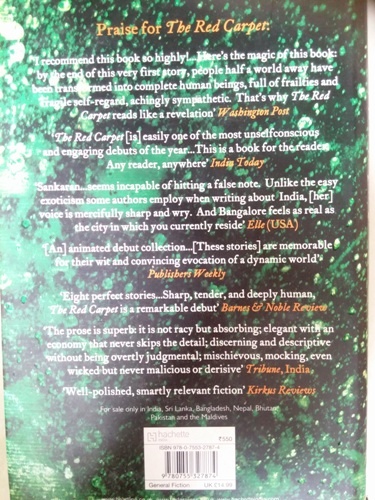 Praise for The Red Carpet:
'I recommend this book so highly!...Here's the magic of this book:
by the end of this very first story, people half a world away have
been transformed into complete human beings, full of frailties and
fragile self-regard, achingly sympathetic. That's why The Red
Carpet reads like a revelation' Washington Post
'The Red Carpet [is] easily one of the most unselfconscious
and engaging debuts of the year...This is a book for the reader.
Any reader, anywhere' India Today
'Sankaran...seems incapable of hitting a false note. Unlike the easy
exoticism some authors employ when writing about India, [her]
voice is mercifully sharp and wry. And Bangalore feels as real as
the city in which you currently reside' Elle (USA)
'[An] animated debut collection...[These stories] are memorable
for their wit and convincing evocation of a dynamic world'
Publishers Weekly
'Eight perfect stories...Sharp, tender, and deeply human,
The Red Carpet is a remarkable debut' Barnes & Noble Review
'The prose is superb: it is not racy but absorbing; elegant with an
economy that never skips the detail; discerning and descriptive
without being overtly judgmental; mischievous, mocking, even
wicked but never malicious or derisive' Tribune, India
'Well-polished, smartly relevant fiction' Kirkus Reviews
For sale only in India, Sri Lanka, Bangladesh, Nepal, Bhutan,
Pakistan and the Maldives
hachette
₹550
ISBN 978-0-7553-2787-4
9 780755 327874
General Fiction UK £14.99